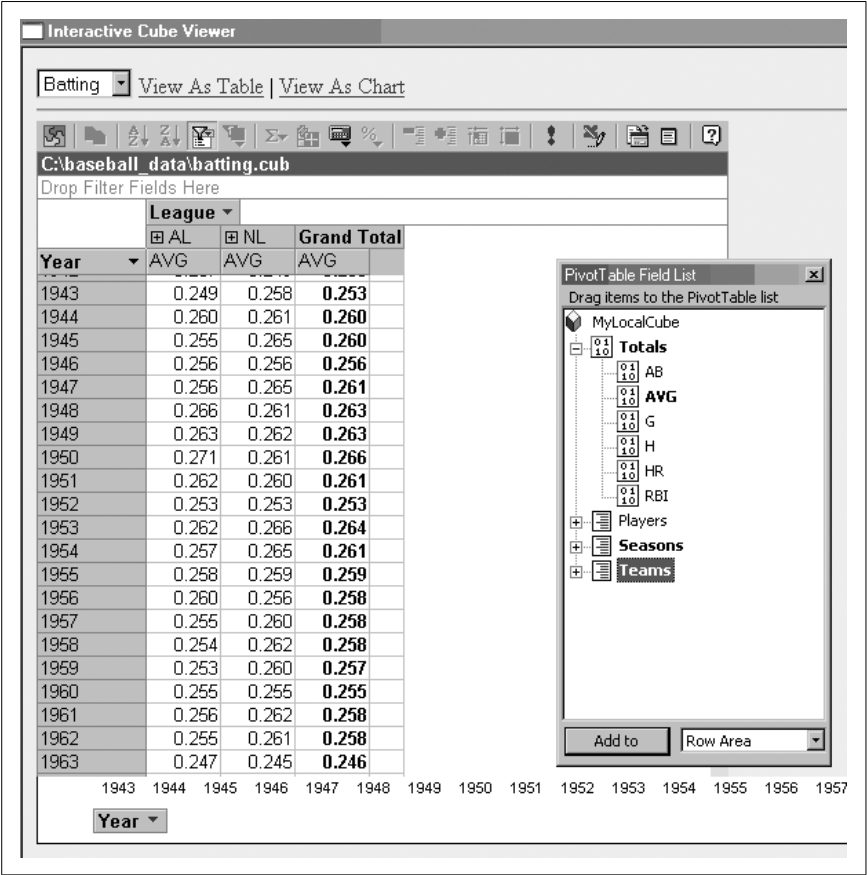 Interactive Cube Viewer
Batting View As Table | View As Chart
C:\baseball_data\batting.cub
Drop Filter Fields Here
League
AL NL Grand Total
Year AVG AVG AVG
1943 0.249 0.258 0.253
1944 0.260 0.261 0.260
1945 0.255 0.265 0.260
1946 0.256 0.256 0.256
1947 0.256 0.265 0.261
1948 0.266 0.261 0.263
1949 0.263 0.262 0.263
1950 0.271 0.261 0.266
1951 0.262 0.260 0.261
1952 0.253 0.253 0.253
1953 0.262 0.266 0.264
1954 0.257 0.265 0.261
1955 0.258 0.259 0.259
1956 0.260 0.256 0.258
1957 0.255 0.260 0.258
1958 0.254 0.262 0.258
1959 0.253 0.260 0.257
1960 0.255 0.255 0.255
1961 0.256 0.262 0.258
1962 0.255 0.261 0.258
1963 0.247 0.245 0.246
PivotTable Field List
Drag items to the PivotTable list
MyLocalCube
Totals
AB
AVG
G
H
HR
RBI
Players
Seasons
Teams
Add to Row Area
1943 1944 1945 1946 1947 1948 1949 1950 1951 1952 1953 1954 1955 1956 1957
Year